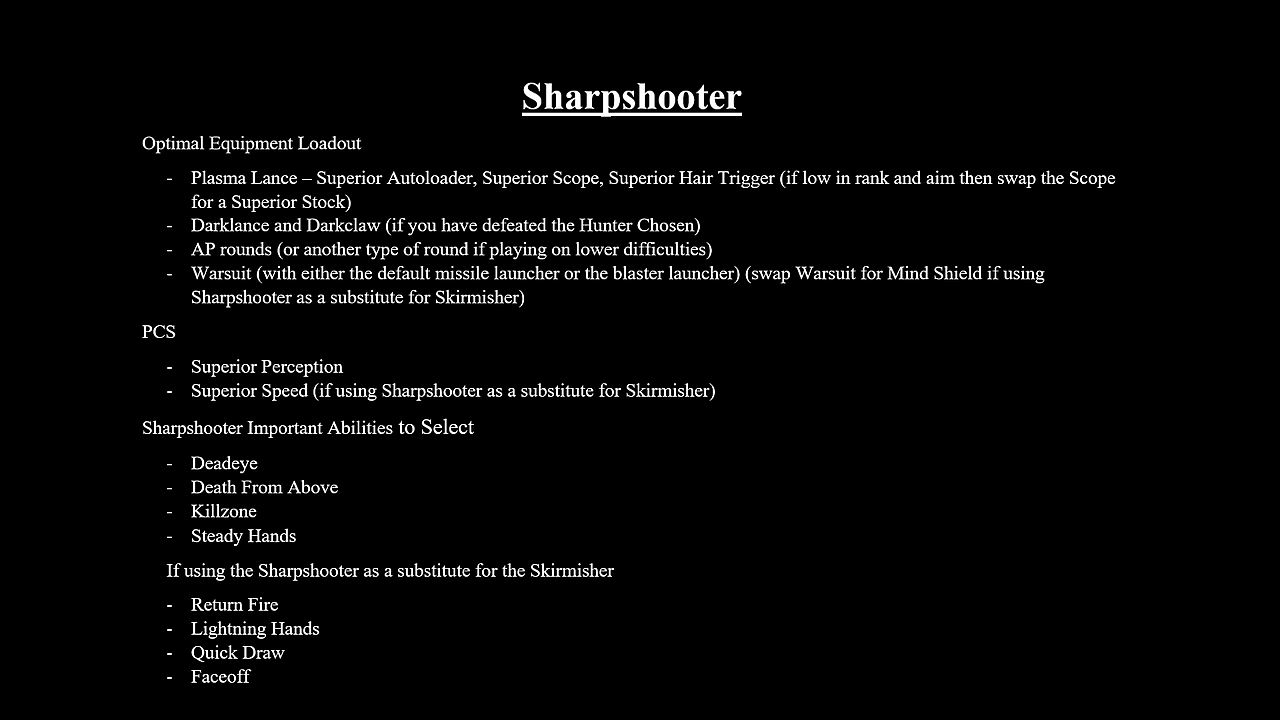 Sharpshooter
Optimal Equipment Loadout
- Plasma Lance – Superior Autoloader, Superior Scope, Superior Hair Trigger (if low in rank and aim then swap the Scope
for a Superior Stock)
- Darklance and Darkclaw (if you have defeated the Hunter Chosen)
- AP rounds (or another type of round if playing on lower difficulties)
- Warsuit (with either the default missile launcher or the blaster launcher) (swap Warsuit for Mind Shield if using
Sharpshooter as a substitute for Skirmisher)
PCS
- Superior Perception
- Superior Speed (if using Sharpshooter as a substitute for Skirmisher)
Sharpshooter Important Abilities to Select
- Deadeye
- Death From Above
- Killzone
- Steady Hands
If using the Sharpshooter as a substitute for the Skirmisher
- Return Fire
- Lightning Hands
- Quick Draw
- Faceoff